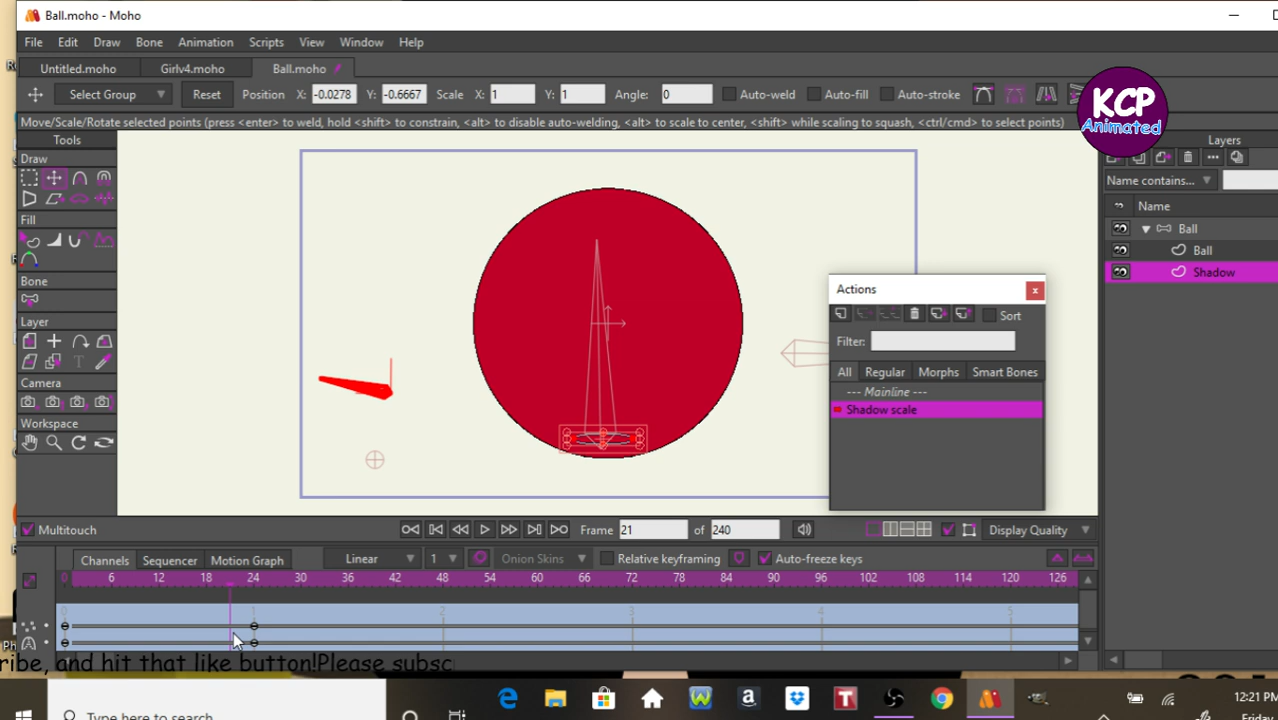 Ball.moho - Moho
File Edit Draw Bone Animation Scripts View Window Help
Untitled.moho Girlv4.moho Ball.moho
Select Group Reset Position X: -0.0278 Y: -0.6667 Scale X: 1 Y: 1 Angle: 0 Auto-weld Auto-fill Auto-stroke
KCP
Animated
Move/Scale/Rotate selected points (press <enter> to weld, hold <shift> to constrain, <alt> to disable auto-welding, <alt> to scale to center, <shift> while scaling to squash, <ctrl/cmd> to select points)
Tools
Layers
Draw
Name contains...
Name
Fill
Ball
Ball
Shadow
Bone
Actions
Layer
Sort
Filter:
All Regular Morphs Smart Bones
Camera
--- Mainline ---
Shadow scale
Workspace
Multitouch
Frame 21 of 240
Display Quality
Channels Sequencer Motion Graph Linear 1 Onion Skins Relative keyframing Auto-freeze keys
0 6 12 18 24 30 36 42 48 54 60 66 72 78 84 90 96 102 108 114 120 126
0 1 2 3 4 5
ribe, and hit that like button!Please subsc
12:21 PM
Type here to search
Friday